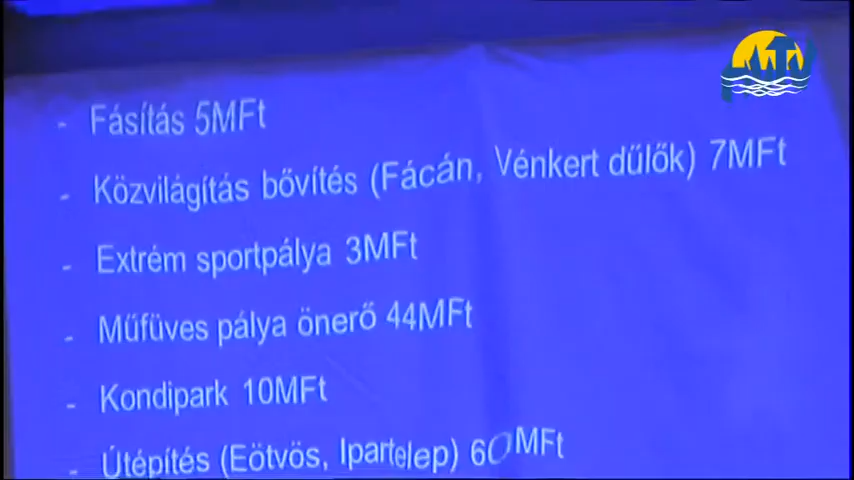 - Fásítás 5MFt
- Közvilágítás bővítés (Fácán, Vénkert dűlők) 7MFt
- Extrém sportpálya 3MFt
- Műfüves pálya önerő 44MFt
- Kondipark 10MFt
- Útépítés (Eötvös, Ipartelep) 60MFt